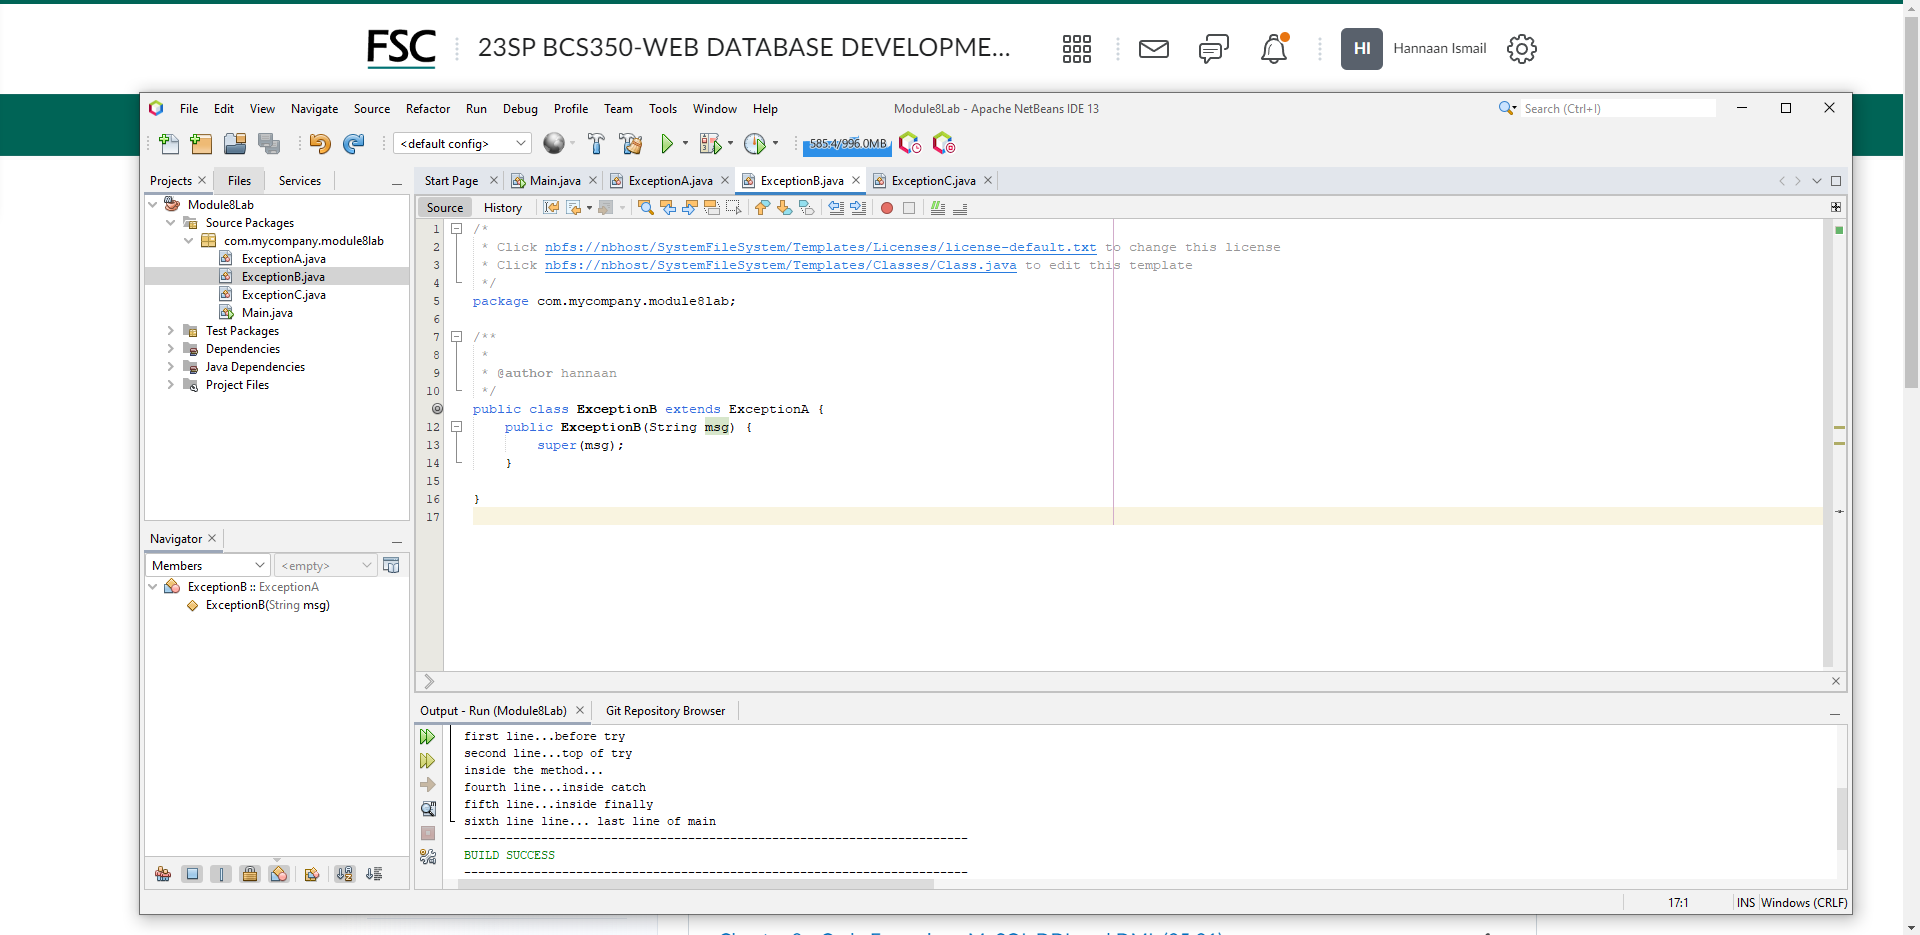 FSC
23SP BCS350-WEB DATABASE DEVELOPME...
HI
Hannaan Ismail
File Edit View Navigate Source Refactor Run Debug Profile Team Tools Window Help
Module8Lab - Apache NetBeans IDE 13
Search (Ctrl+I)
<default config>
585.4/996.0MB
Projects
Files
Services
Start Page
Main.java
ExceptionA.java
ExceptionB.java
ExceptionC.java
Module8Lab
Source Packages
com.mycompany.module8lab
ExceptionA.java
ExceptionB.java
ExceptionC.java
Main.java
Test Packages
Dependencies
Java Dependencies
Project Files
Source
History
1 /*
2 * Click nbfs://nbhost/SystemFileSystem/Templates/Licenses/license-default.txt to change this license
3 * Click nbfs://nbhost/SystemFileSystem/Templates/Classes/Class.java to edit this template
4 */
5 package com.mycompany.module8lab;
6
7 /**
8 *
9 * @author hannaan
10 */
public class ExceptionB extends ExceptionA {
12 public ExceptionB(String msg) {
13 super(msg);
14 }
15
16 }
17
Navigator
Members
<empty>
ExceptionB :: ExceptionA
ExceptionB(String msg)
Output - Run (Module8Lab)
Git Repository Browser
first line...before try
second line...top of try
inside the method...
fourth line...inside catch
fifth line...inside finally
sixth line line... last line of main
------------------------------------------------------------------------
BUILD SUCCESS
------------------------------------------------------------------------
17:1
INS
Windows (CRLF)